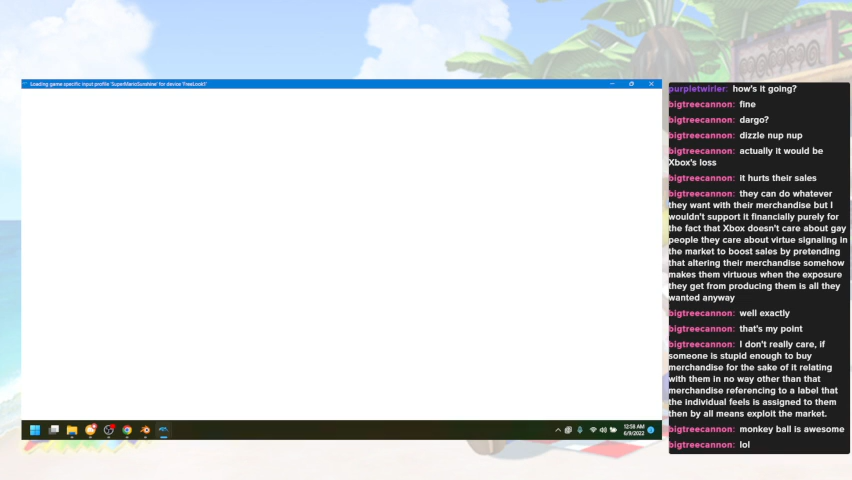 Loading game specific input profile 'SuperMarioSunshine' for device 'FreeLook1'
purpletwirler: how's it going?
bigtreecannon: fine
bigtreecannon: dargo?
bigtreecannon: dizzle nup nup
bigtreecannon: actually it would be
Xbox's loss
bigtreecannon: it hurts their sales
bigtreecannon: they can do whatever
they want with their merchandise but I
wouldn't support it financially purely for
the fact that Xbox doesn't care about gay
people they care about virtue signaling in
the market to boost sales by pretending
that altering their merchandise somehow
makes them virtuous when the exposure
they get from producing them is all they
wanted anyway
bigtreecannon: well exactly
bigtreecannon: that's my point
bigtreecannon: I don't really care, if
someone is stupid enough to buy
merchandise for the sake of it relating
with them in no way other than that
merchandise referencing to a label that
the individual feels is assigned to them
then by all means exploit the market.
bigtreecannon: monkey ball is awesome
bigtreecannon: lol
12:58 AM
6/9/2022